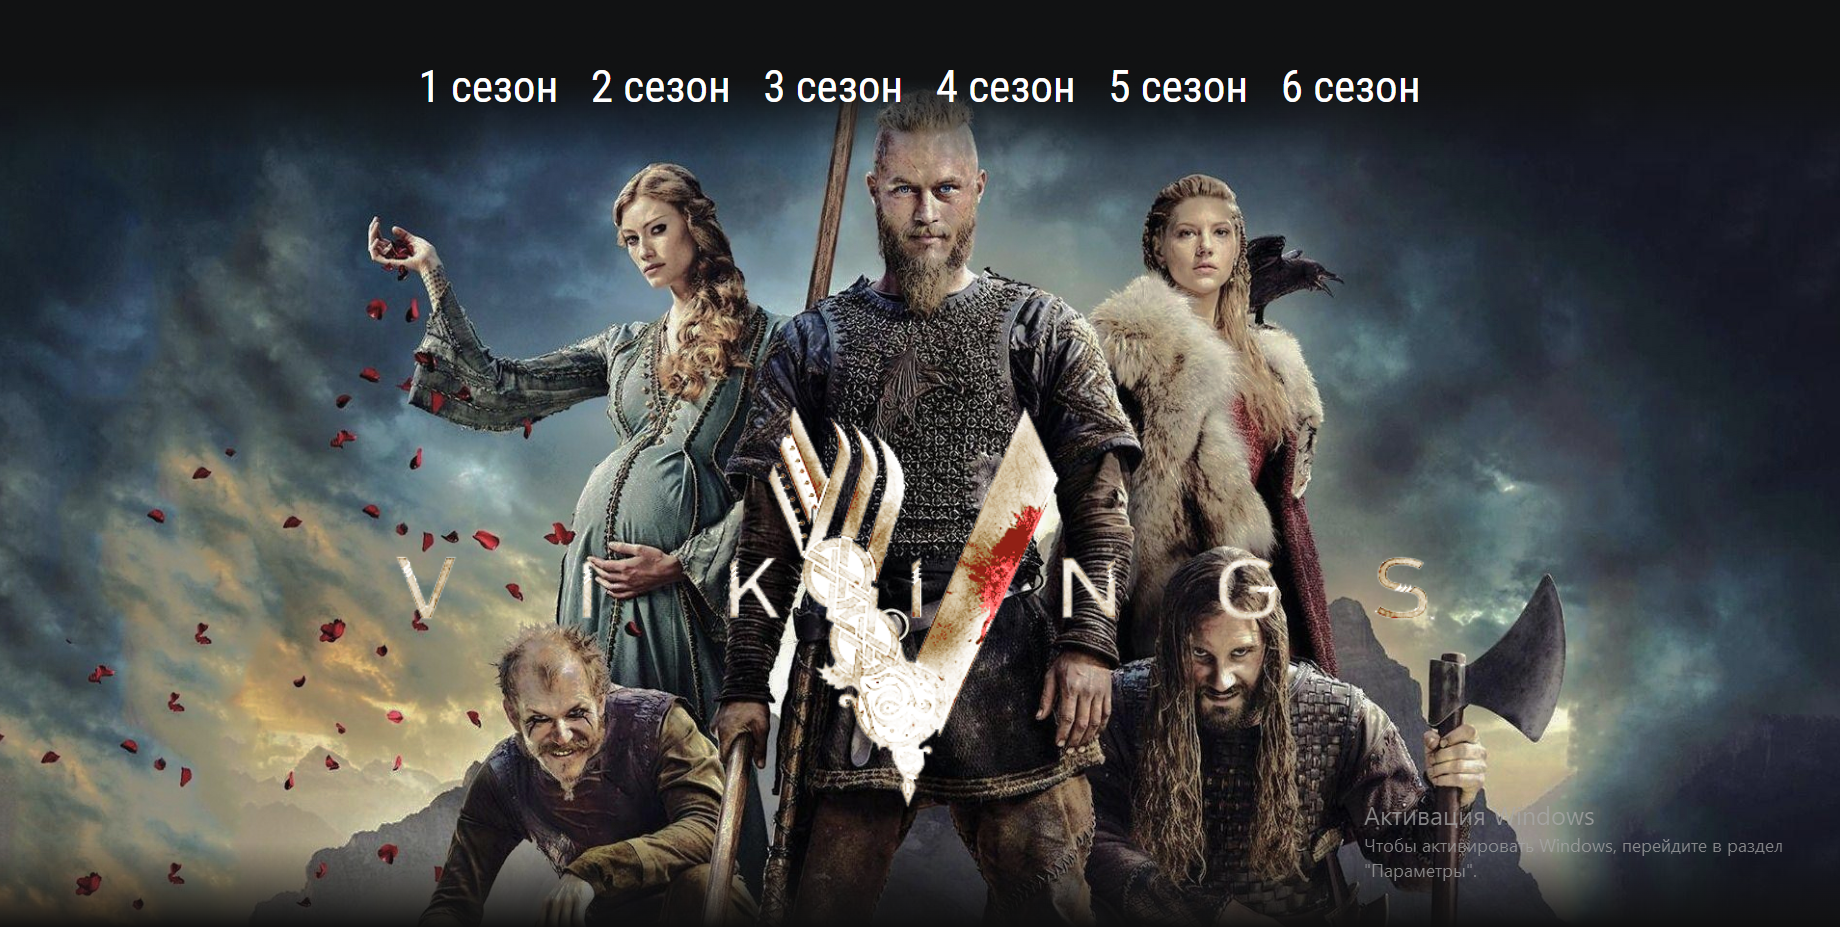 1 сезон 2 сезон 3 сезон 4 сезон 5 сезон 6 сезон
VIKINGS
Активация Windows
Чтобы активировать Windows, перейдите в раздел
"Параметры".